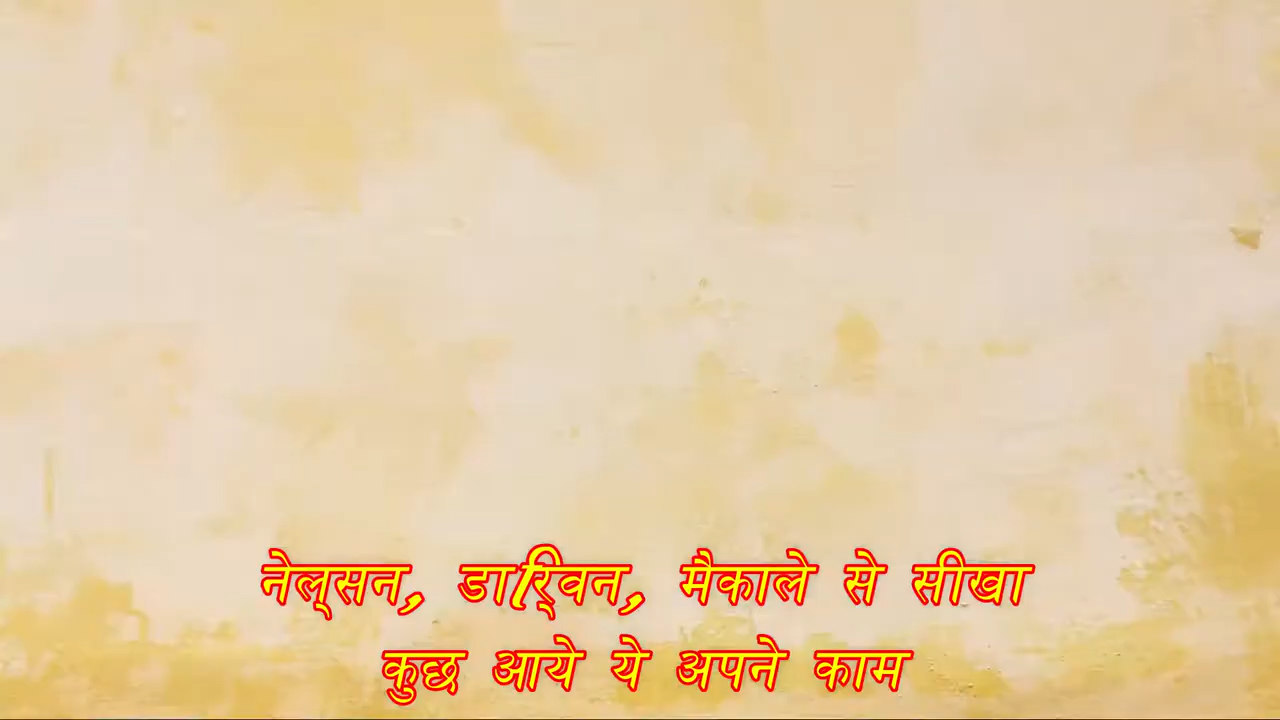 नेल्सन, डार्विन, मैकाले से सीखा
कुछ आये ये अपने काम